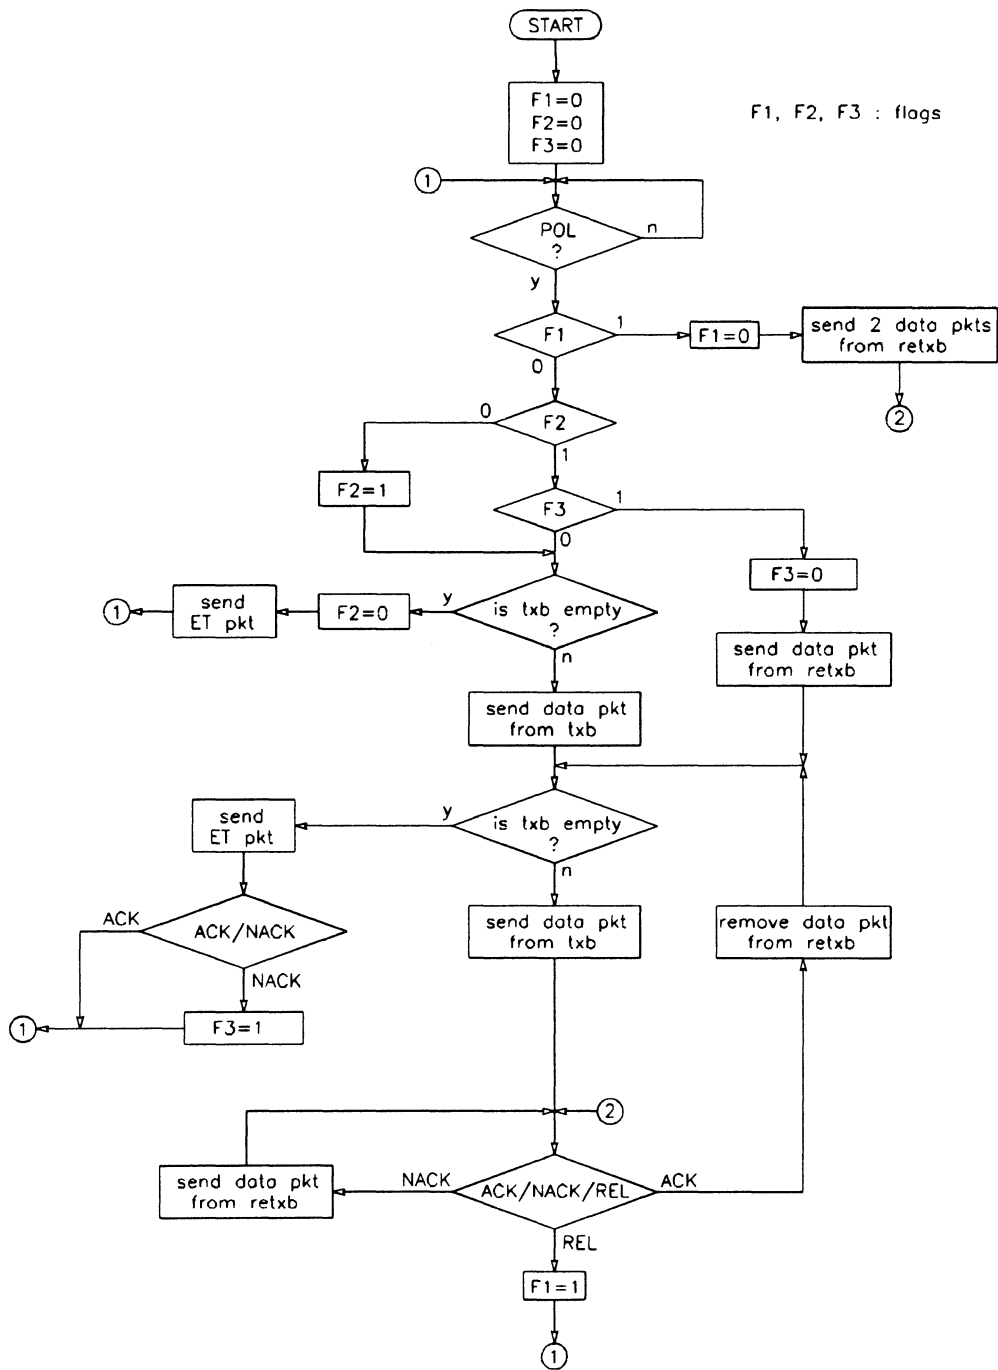 START
F1=0
F2=0
F3=0
F1, F2, F3 : flags
1
POL
?
n
y
F1
1
F1=0
send 2 data pkts
from retxb
0
2
F2
0
1
F2=1
F3
1
0
F3=0
1
send
ET pkt
F2=0
y
is txb empty
?
n
send data pkt
from retxb
send data pkt
from txb
send
ET pkt
y
is txb empty
?
n
ACK
ACK/NACK
NACK
send data pkt
from txb
remove data pkt
from retxb
1
F3=1
2
send data pkt
from retxb
NACK
ACK/NACK/REL
ACK
REL
F1=1
1